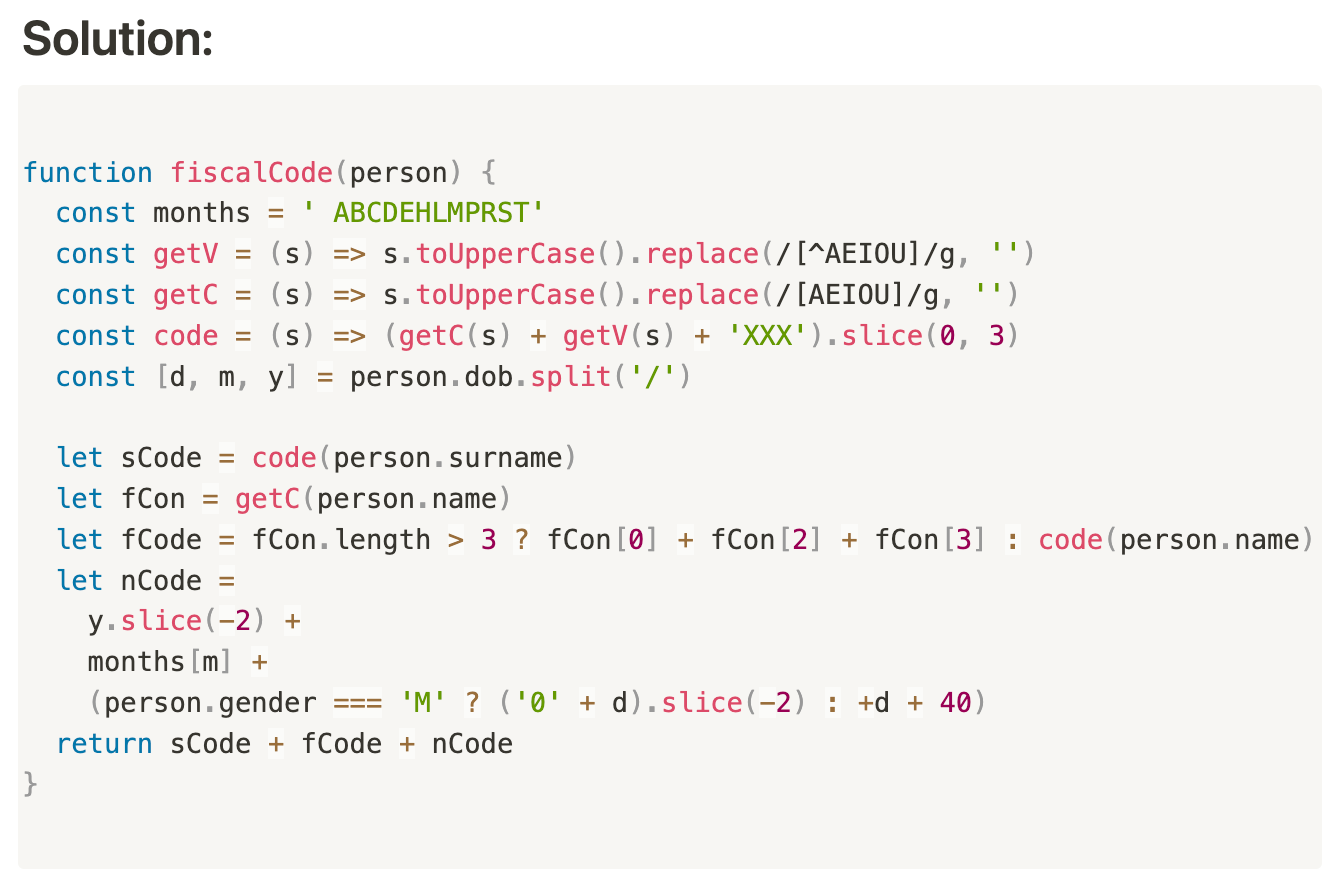 Solution:
function fiscalCode(person) {
  const months = ' ABCDEHLMPRST'
  const getV = (s) => s.toUpperCase().replace(/[^AEIOU]/g, '')
  const getC = (s) => s.toUpperCase().replace(/[AEIOU]/g, '')
  const code = (s) => (getC(s) + getV(s) + 'XXX').slice(0, 3)
  const [d, m, y] = person.dob.split('/')
  let sCode = code(person.surname)
  let fCon = getC(person.name)
  let fCode = fCon.length > 3 ? fCon[0] + fCon[2] + fCon[3] : code(person.name)
  let nCode =
    y.slice(-2) +
    months[m] +
    (person.gender === 'M' ? ('0' + d).slice(-2) : +d + 40)
  return sCode + fCode + nCode
}